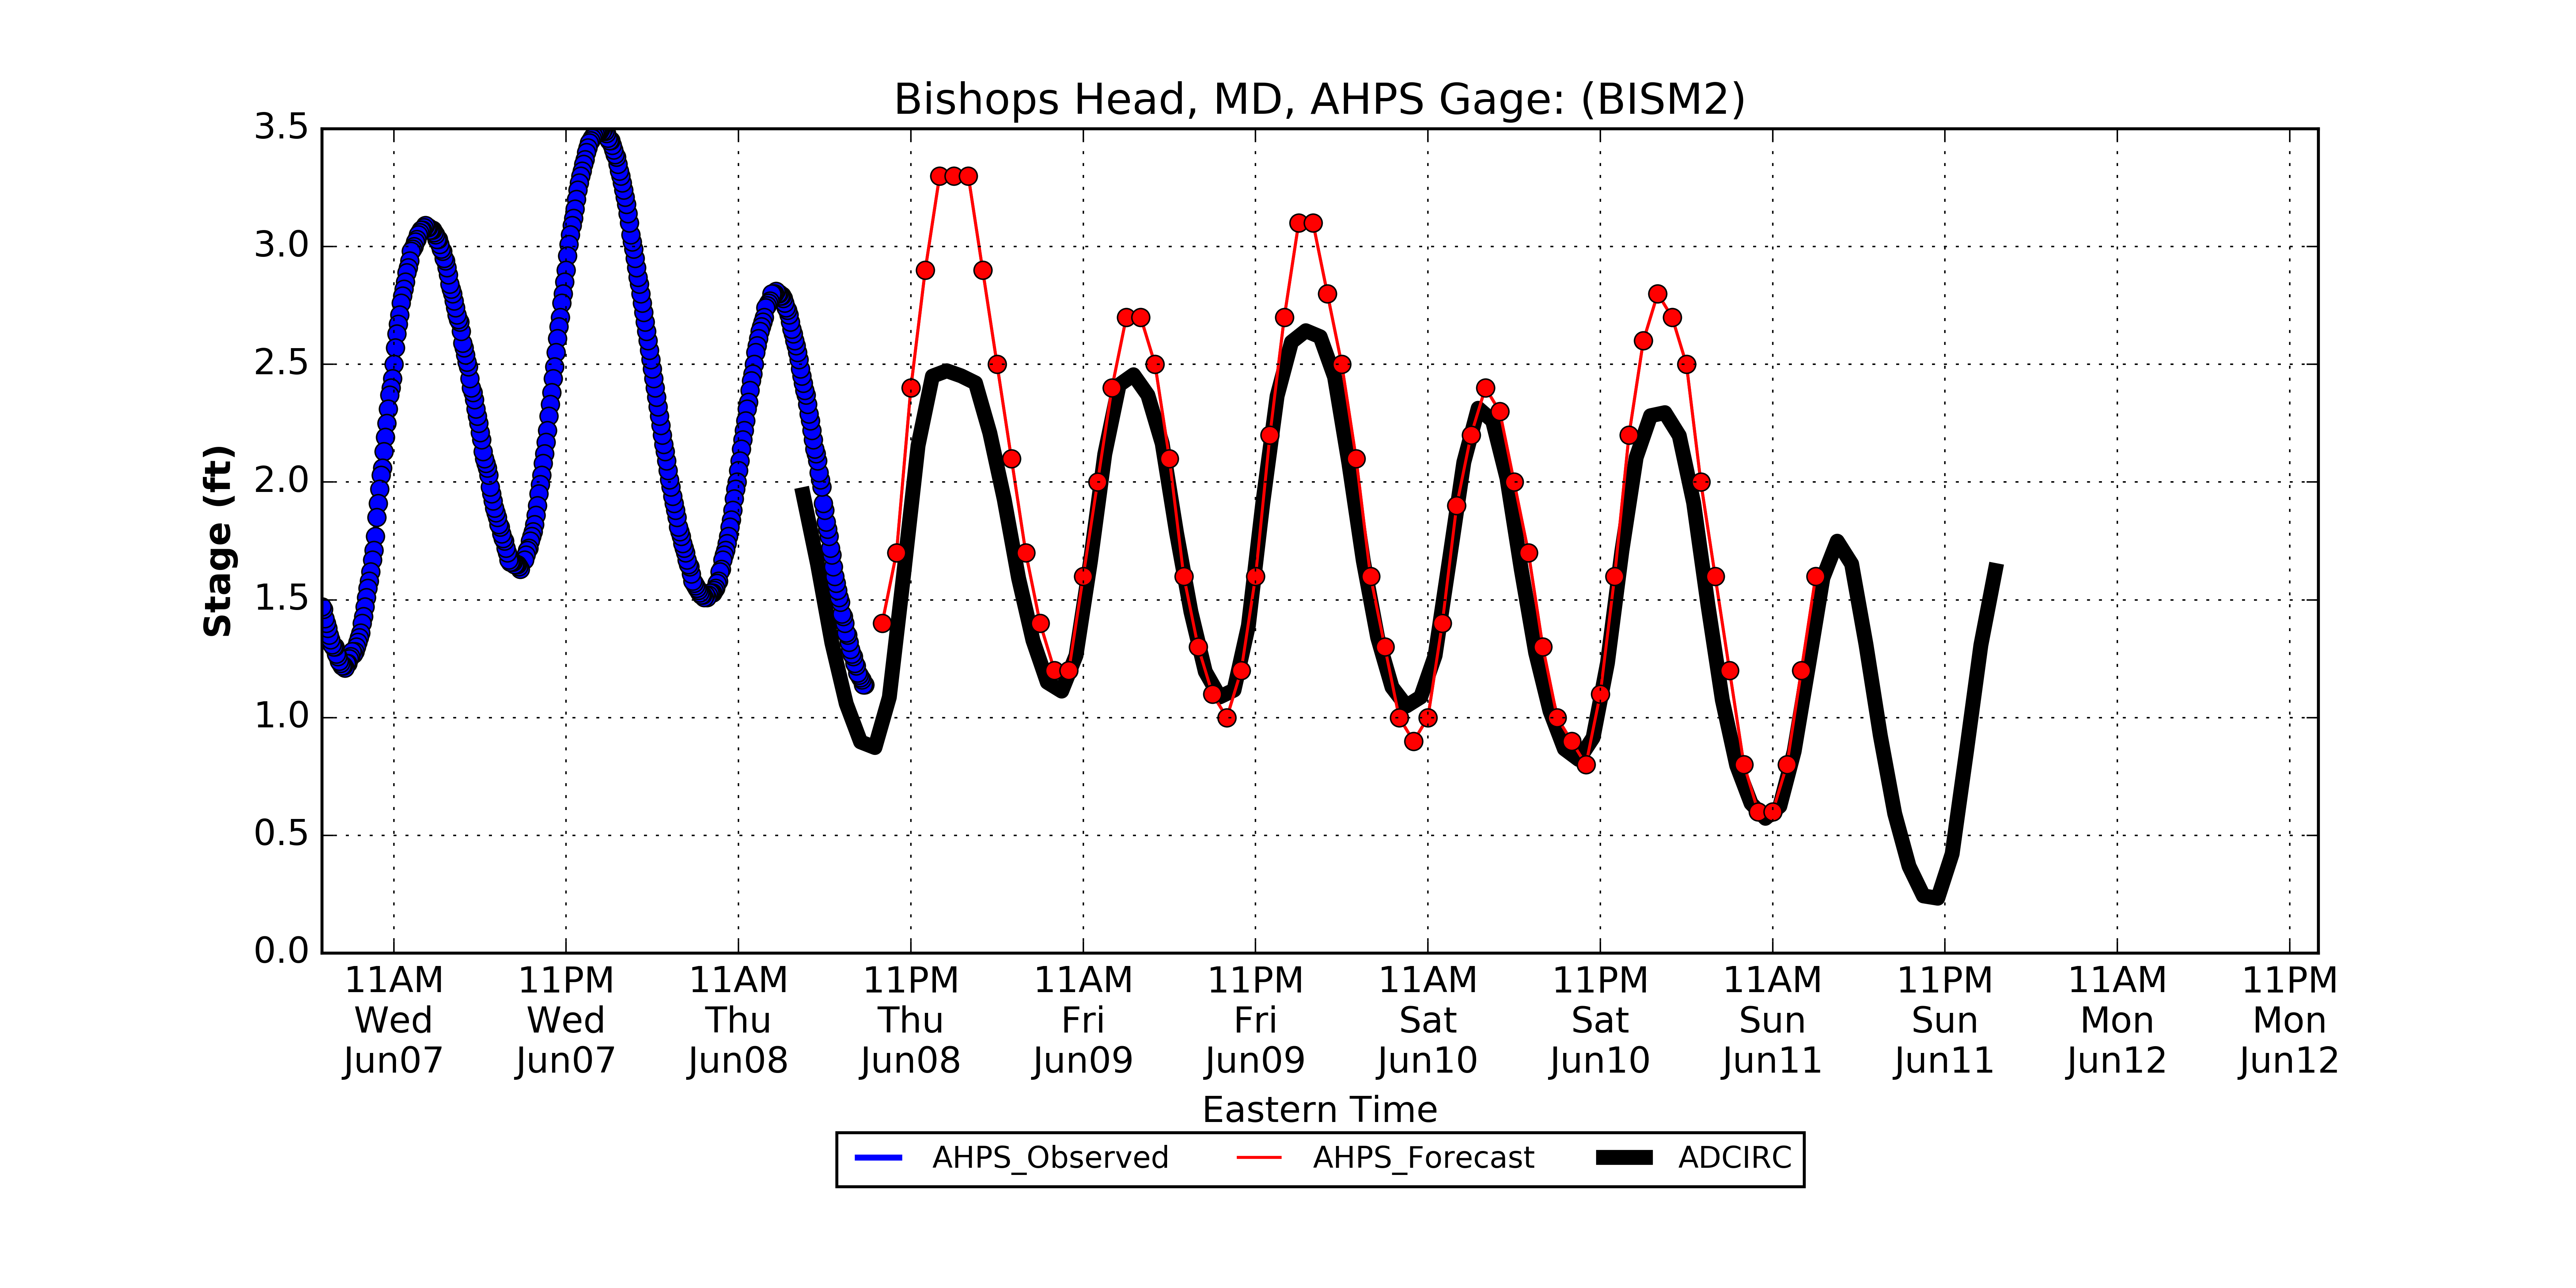 Bishops Head, MD, AHPS Gage: (BISM2)
3.5
3.0
2.5
2.0
1.5
1.0
0.5
0.0
Stage (ft)
11AM 11PM 11AM 11PM 11AM 11PM 11AM 11PM 11AM 11PM 11AM 11PM
Wed Wed Thu Thu Fri Fri Sat Sat Sun Sun Mon Mon
Jun07 Jun07 Jun08 Jun08 Jun09 Jun09 Jun10 Jun10 Jun11 Jun11 Jun12 Jun12
Eastern Time
AHPS_Observed AHPS_Forecast ADCIRC